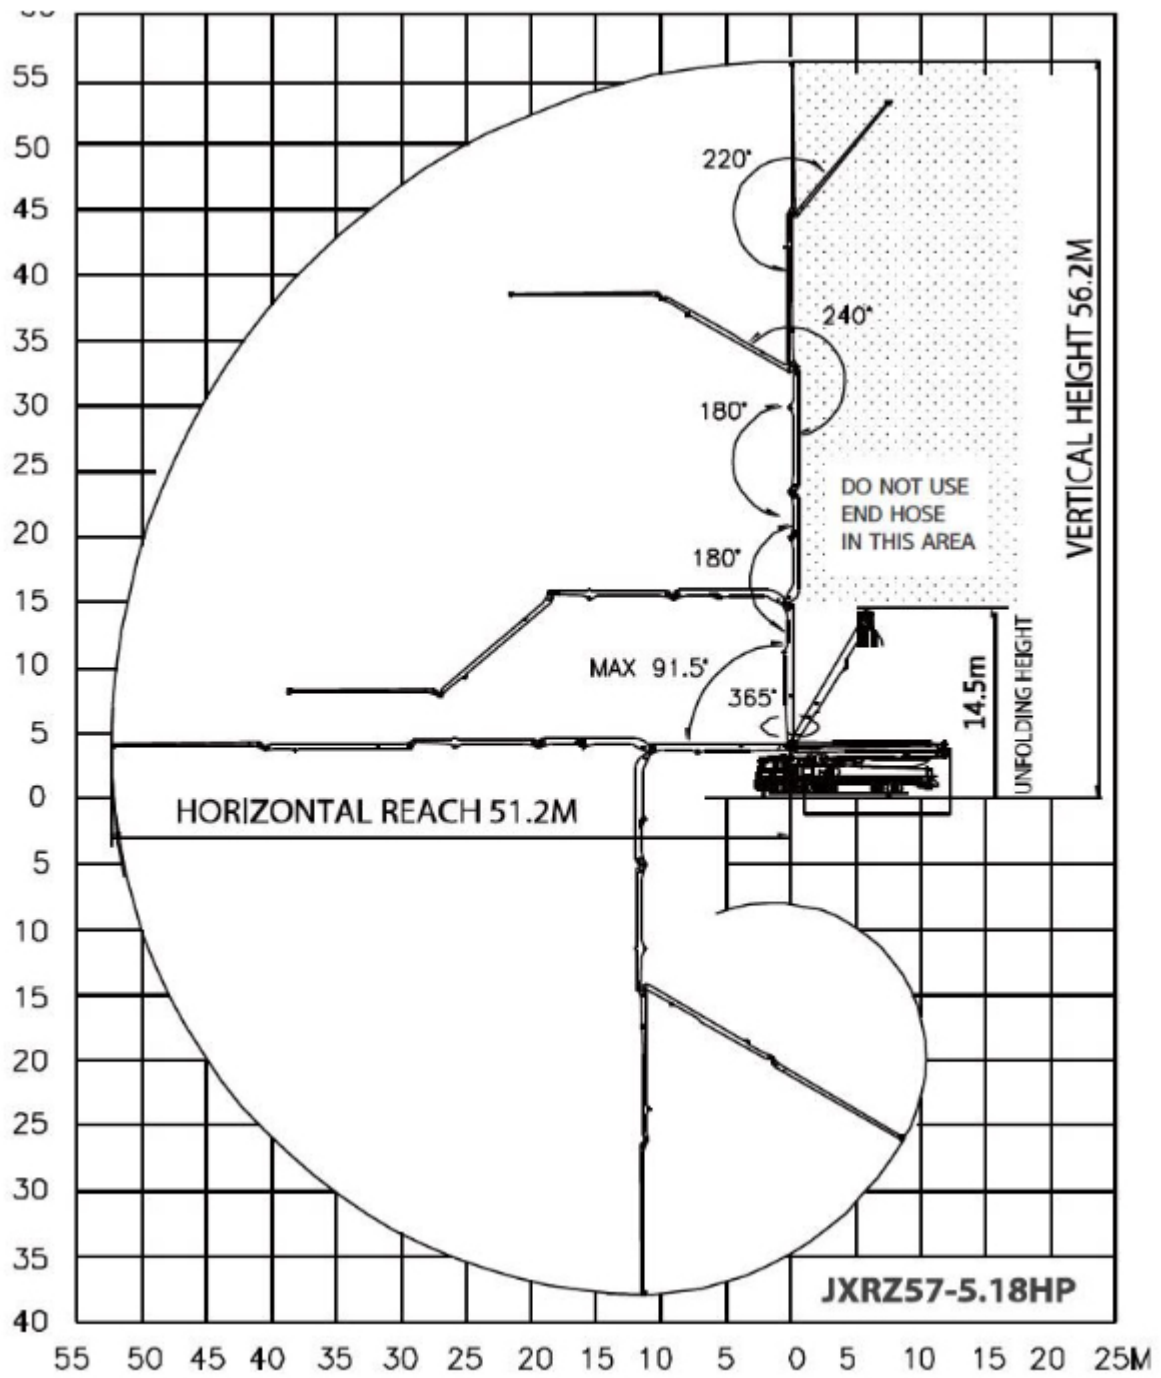 55
50
220°
45
40
240°
35
180°
30
25
DO NOT USE
END HOSE
IN THIS AREA
VERTICAL HEIGHT 56.2M
20
180°
15
10
MAX 91.5°
365°
14.5m
UNFOLDING HEIGHT
5
0
HORIZONTAL REACH 51.2M
5
10
15
20
25
30
35
JXRZ57-5.18HP
40
55 50 45 40 35 30 25 20 15 10 5 0 5 10 15 20 25M